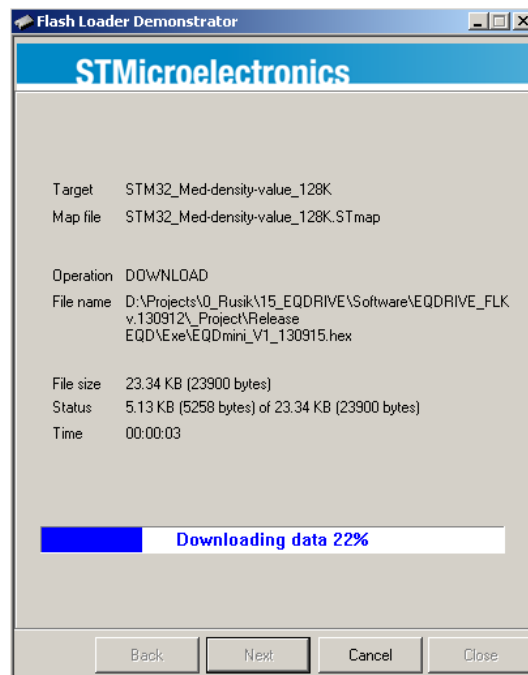 Flash Loader Demonstrator
STMicroelectronics
Target STM32_Med-density-value_128K
Map file STM32_Med-density-value_128K.STmap
Operation DOWNLOAD
File name D:\Projects\0_Rusik\15_EQDRIVE\Software\EQDRIVE_FLK
v.130912\_Project\Release
EQD\Exe\EQDmini_V1_130915.hex
File size 23.34 KB (23900 bytes)
Status 5.13 KB (5258 bytes) of 23.34 KB (23900 bytes)
Time 00:00:03
Downloading data 22%
Back Next Cancel Close